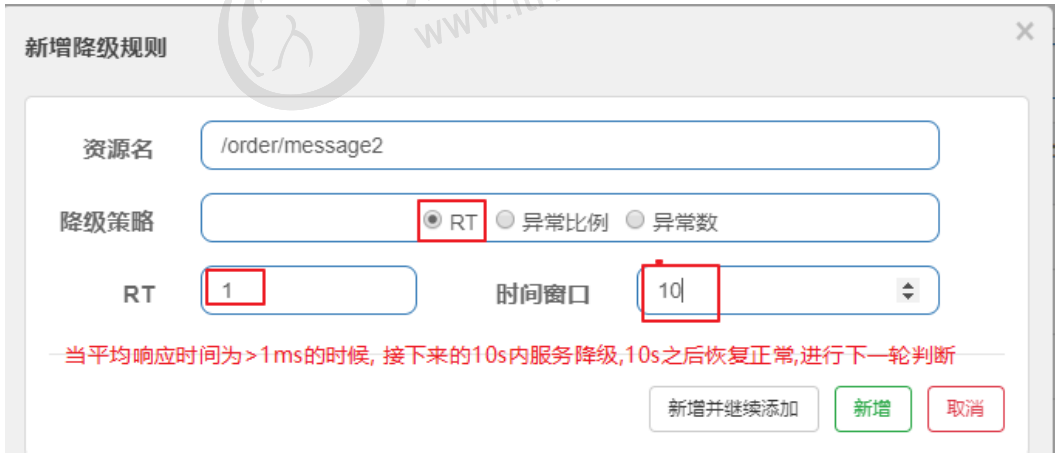 新增降级规则
×
资源名 /order/message2
降级策略 RT 异常比例 异常数
RT 1 时间窗口 10
当平均响应时间为>1ms的时候, 接下来的10s内服务降级,10s之后恢复正常,进行下一轮判断
新增并继续添加 新增 取消